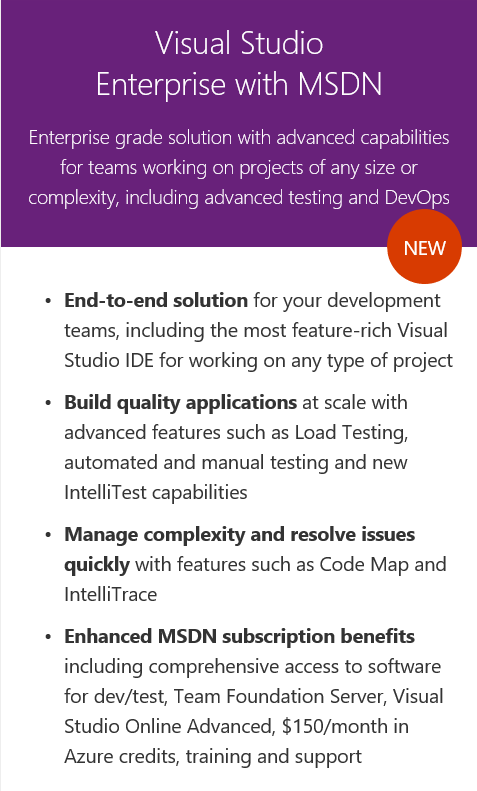 Visual Studio
Enterprise with MSDN
Enterprise grade solution with advanced capabilities
for teams working on projects of any size or
complexity, including advanced testing and DevOps
NEW
• End-to-end solution for your development
teams, including the most feature-rich Visual
Studio IDE for working on any type of project
• Build quality applications at scale with
advanced features such as Load Testing,
automated and manual testing and new
IntelliTest capabilities
• Manage complexity and resolve issues
quickly with features such as Code Map and
IntelliTrace
• Enhanced MSDN subscription benefits
including comprehensive access to software
for dev/test, Team Foundation Server, Visual
Studio Online Advanced, $150/month in
Azure credits, training and support